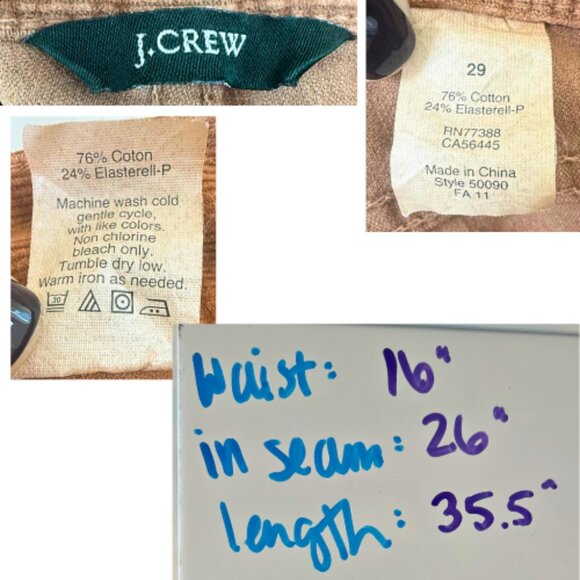 J.CREW
29
76% Cotton
24% Elasterell-P
RN77388
CA56445
Made in China
Style 50090
FA 11
76% Coton
24% Elasterell-P
Machine wash cold
gentle cycle,
with like colors.
Non chlorine
bleach only.
Tumble dry low.
Warm iron as needed.
30
Waist: 16"
in seam: 26"
length: 35.5"